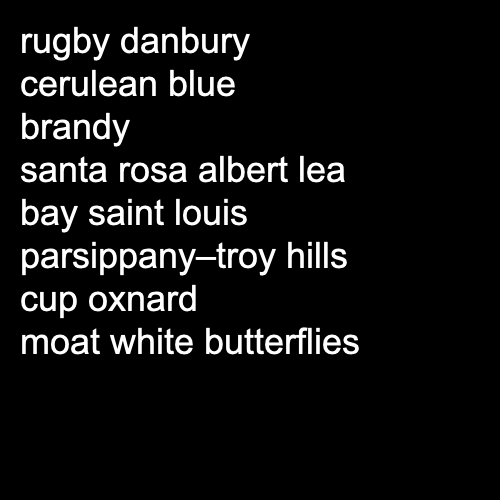 rugby danbury
cerulean blue
brandy
santa rosa albert lea
bay saint louis
parsippany–troy hills
cup oxnard
moat white butterflies